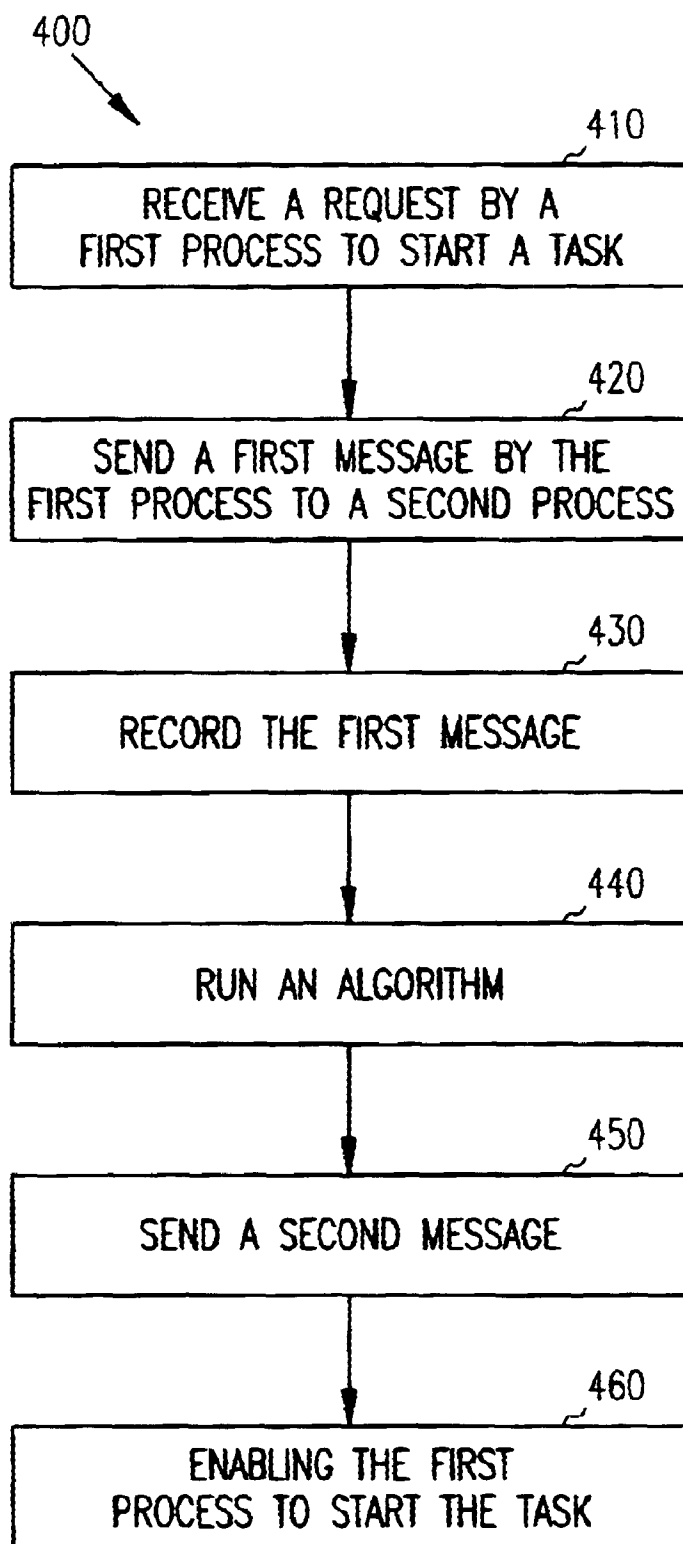 400
410
RECEIVE A REQUEST BY A
FIRST PROCESS TO START A TASK
420
SEND A FIRST MESSAGE BY THE
FIRST PROCESS TO A SECOND PROCESS
430
RECORD THE FIRST MESSAGE
440
RUN AN ALGORITHM
450
SEND A SECOND MESSAGE
460
ENABLING THE FIRST
PROCESS TO START THE TASK